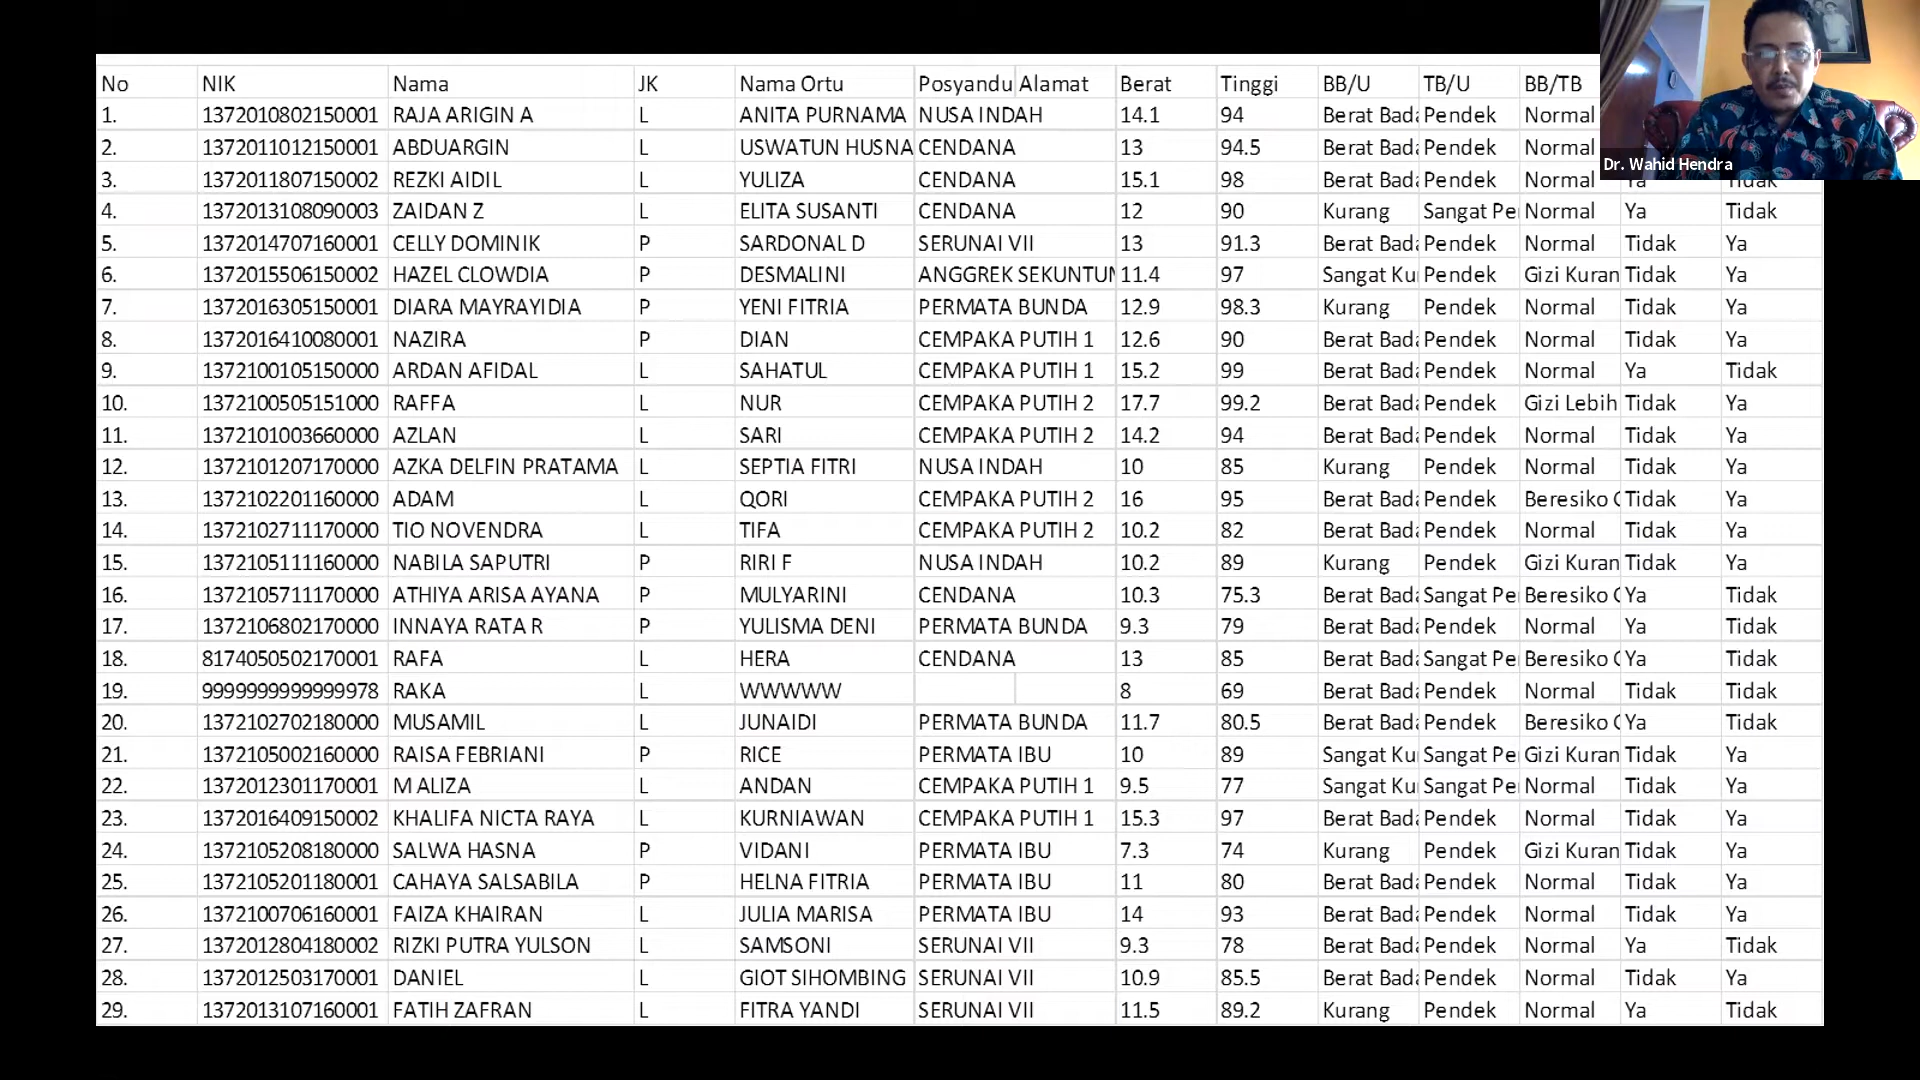 No NIK Nama JK Nama Ortu Posyandu Alamat Berat Tinggi BB/U TB/U BB/TB
1. 1372010802150001 RAJA ARIGIN A L ANITA PURNAMA NUSA INDAH 14.1 94 Berat Bada Pendek Normal
2. 1372011012150001 ABDUARGIN L USWATUN HUSNA CENDANA 13 94.5 Berat Bada Pendek Normal
Dr. Wahid Hendra
3. 1372011807150002 REZKI AIDIL L YULIZA CENDANA 15.1 98 Berat Bada Pendek Normal Ya Tidak
4. 1372013108090003 ZAIDAN Z L ELITA SUSANTI CENDANA 12 90 Kurang Sangat Pe Normal Ya Tidak
5. 1372014707160001 CELLY DOMINIK P SARDONAL D SERUNAI VII 13 91.3 Berat Bada Pendek Normal Tidak Ya
6. 1372015506150002 HAZEL CLOWDIA P DESMALINI ANGGREK SEKUNTUM 11.4 97 Sangat Ku Pendek Gizi Kuran Tidak Ya
7. 1372016305150001 DIARA MAYRAYIDIA P YENI FITRIA PERMATA BUNDA 12.9 98.3 Kurang Pendek Normal Tidak Ya
8. 1372016410080001 NAZIRA P DIAN CEMPAKA PUTIH 1 12.6 90 Berat Bada Pendek Normal Tidak Ya
9. 1372100105150000 ARDAN AFIDAL L SAHATUL CEMPAKA PUTIH 1 15.2 99 Berat Bada Pendek Normal Ya Tidak
10. 1372100505151000 RAFFA L NUR CEMPAKA PUTIH 2 17.7 99.2 Berat Bada Pendek Gizi Lebih Tidak Ya
11. 1372101003660000 AZLAN L SARI CEMPAKA PUTIH 2 14.2 94 Berat Bada Pendek Normal Tidak Ya
12. 1372101207170000 AZKA DELFIN PRATAMA L SEPTIA FITRI NUSA INDAH 10 85 Kurang Pendek Normal Tidak Ya
13. 1372102201160000 ADAM L QORI CEMPAKA PUTIH 2 16 95 Berat Bada Pendek Beresiko G Tidak Ya
14. 1372102711170000 TIO NOVENDRA L TIFA CEMPAKA PUTIH 2 10.2 82 Berat Bada Pendek Normal Tidak Ya
15. 1372105111160000 NABILA SAPUTRI P RIRI F NUSA INDAH 10.2 89 Kurang Pendek Gizi Kuran Tidak Ya
16. 1372105711170000 ATHIYA ARISA AYANA P MULYARINI CENDANA 10.3 75.3 Berat Bada Sangat Pe Beresiko G Ya Tidak
17. 1372106802170000 INNAYA RATA R P YULISMA DENI PERMATA BUNDA 9.3 79 Berat Bada Pendek Normal Ya Tidak
18. 8174050502170001 RAFA L HERA CENDANA 13 85 Berat Bada Sangat Pe Beresiko G Ya Tidak
19. 9999999999999978 RAKA L WWWWW 8 69 Berat Bada Pendek Normal Tidak Tidak
20. 1372102702180000 MUSAMIL L JUNAIDI PERMATA BUNDA 11.7 80.5 Berat Bada Pendek Beresiko G Ya Tidak
21. 1372105002160000 RAISA FEBRIANI P RICE PERMATA IBU 10 89 Sangat Ku Sangat Pe Gizi Kuran Tidak Ya
22. 1372012301170001 M ALIZA L ANDAN CEMPAKA PUTIH 1 9.5 77 Sangat Ku Sangat Pe Normal Tidak Ya
23. 1372016409150002 KHALIFA NICTA RAYA L KURNIAWAN CEMPAKA PUTIH 1 15.3 97 Berat Bada Pendek Normal Tidak Ya
24. 1372105208180000 SALWA HASNA P VIDANI PERMATA IBU 7.3 74 Kurang Pendek Gizi Kuran Tidak Ya
25. 1372105201180001 CAHAYA SALSABILA P HELNA FITRIA PERMATA IBU 11 80 Berat Bada Pendek Normal Tidak Ya
26. 1372100706160001 FAIZA KHAIRAN L JULIA MARISA PERMATA IBU 14 93 Berat Bada Pendek Normal Tidak Ya
27. 1372012804180002 RIZKI PUTRA YULSON L SAMSONI SERUNAI VII 9.3 78 Berat Bada Pendek Normal Ya Tidak
28. 1372012503170001 DANIEL L GIOT SIHOMBING SERUNAI VII 10.9 85.5 Berat Bada Pendek Normal Tidak Ya
29. 1372013107160001 FATIH ZAFRAN L FITRA YANDI SERUNAI VII 11.5 89.2 Kurang Pendek Normal Ya Tidak